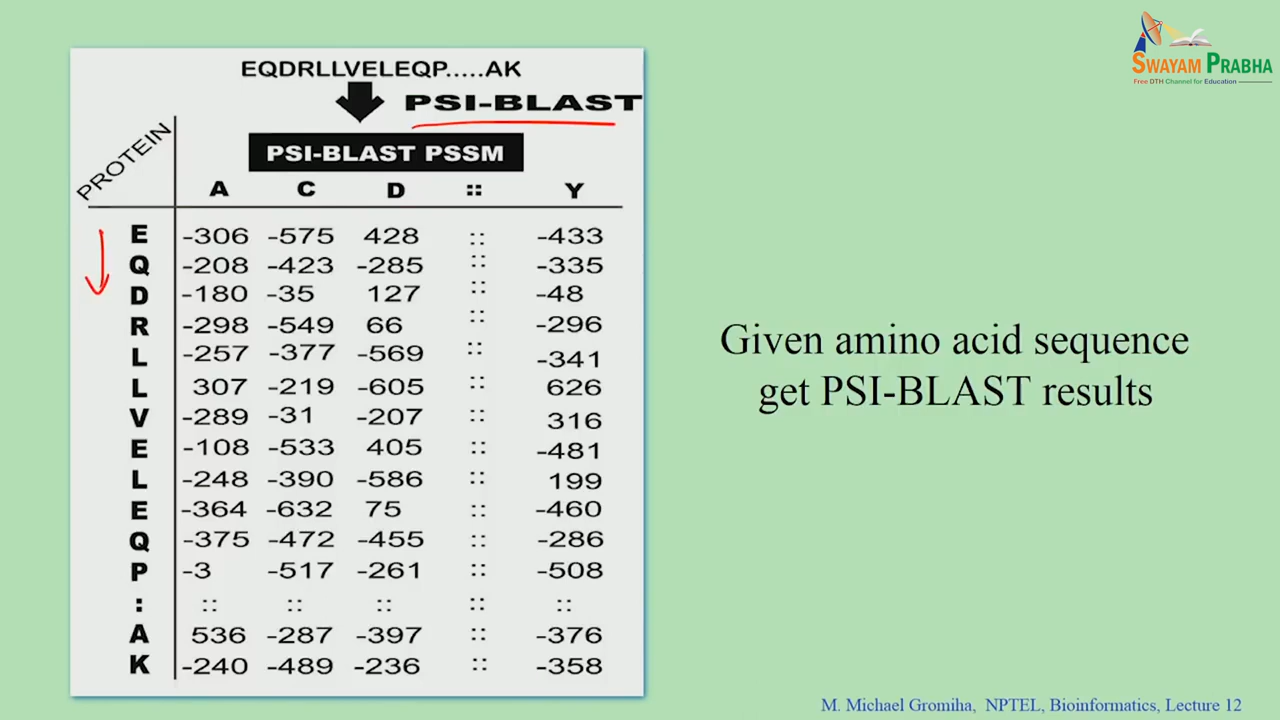 SWAYAM PRABHA
Free DTH Channel for Education
EQDRLLVELEQP.....AK
PSI-BLAST
PROTEIN
PSI-BLAST PSSM
A C D :: Y
E -306 -575 428 :: -433
Q -208 -423 -285 :: -335
D -180 -35 127 :: -48
R -298 -549 66 :: -296
L -257 -377 -569 :: -341
L 307 -219 -605 :: 626
V -289 -31 -207 :: 316
E -108 -533 405 :: -481
L -248 -390 -586 :: 199
E -364 -632 75 :: -460
Q -375 -472 -455 :: -286
P -3 -517 -261 :: -508
: :: :: :: :: ::
A 536 -287 -397 :: -376
K -240 -489 -236 :: -358
Given amino acid sequence
get PSI-BLAST results
M. Michael Gromiha, NPTEL, Bioinformatics, Lecture 12